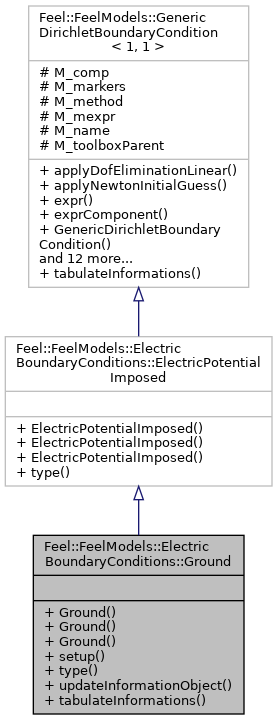 Feel::FeelModels::Generic
DirichletBoundaryCondition
< 1, 1 >
# M_comp
# M_markers
# M_method
# M_mexpr
# M_name
# M_toolboxParent
+ applyDofEliminationLinear()
+ applyNewtonInitialGuess()
+ expr()
+ exprComponent()
+ GenericDirichletBoundary
Condition()
and 12 more...
+ tabulateInformations()
Feel::FeelModels::Electric
BoundaryConditions::ElectricPotential
Imposed
+ ElectricPotentialImposed()
+ ElectricPotentialImposed()
+ ElectricPotentialImposed()
+ type()
Feel::FeelModels::Electric
BoundaryConditions::Ground
+ Ground()
+ Ground()
+ Ground()
+ setup()
+ type()
+ updateInformationObject()
+ tabulateInformations()